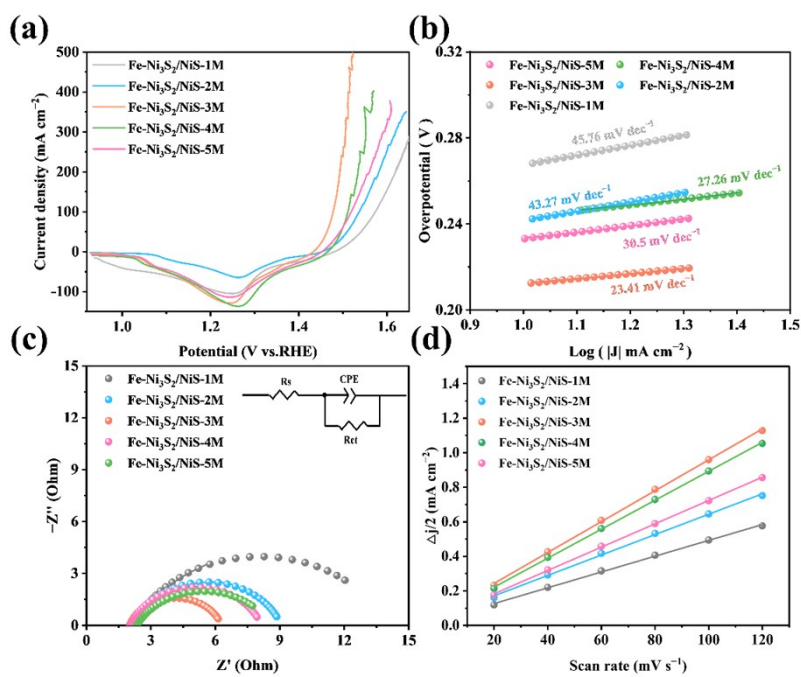 (a)
500
400
300
200
100
0
-100
Current density (mA cm⁻²)
Fe-Ni₃S₂/NiS-1M
Fe-Ni₃S₂/NiS-2M
Fe-Ni₃S₂/NiS-3M
Fe-Ni₃S₂/NiS-4M
Fe-Ni₃S₂/NiS-5M
1.0 1.2 1.4 1.6
Potential (V vs.RHE)
(b)
0.32
0.28
0.24
0.20
Overpotential ( V )
Fe-Ni₃S₂/NiS-5M Fe-Ni₃S₂/NiS-4M
Fe-Ni₃S₂/NiS-3M Fe-Ni₃S₂/NiS-2M
Fe-Ni₃S₂/NiS-1M
45.76 mV dec⁻¹
27.26 mV dec⁻¹
43.27 mV dec⁻¹
30.5 mV dec⁻¹
23.41 mV dec⁻¹
0.9 1.0 1.1 1.2 1.3 1.4 1.5
Log ( |J| mA cm⁻²)
(c)
15
12
9
6
3
0
−Z'' (Ohm)
Fe-Ni₃S₂/NiS-1M
Fe-Ni₃S₂/NiS-2M
Fe-Ni₃S₂/NiS-3M
Fe-Ni₃S₂/NiS-4M
Fe-Ni₃S₂/NiS-5M
Rs CPE
Rct
0 3 6 9 12 15
Z' (Ohm)
(d)
1.4
1.2
1.0
0.8
0.6
0.4
0.2
0.0
△j/2 (mA cm⁻²)
Fe-Ni₃S₂/NiS-1M
Fe-Ni₃S₂/NiS-2M
Fe-Ni₃S₂/NiS-3M
Fe-Ni₃S₂/NiS-4M
Fe-Ni₃S₂/NiS-5M
20 40 60 80 100 120
Scan rate (mV s⁻¹)